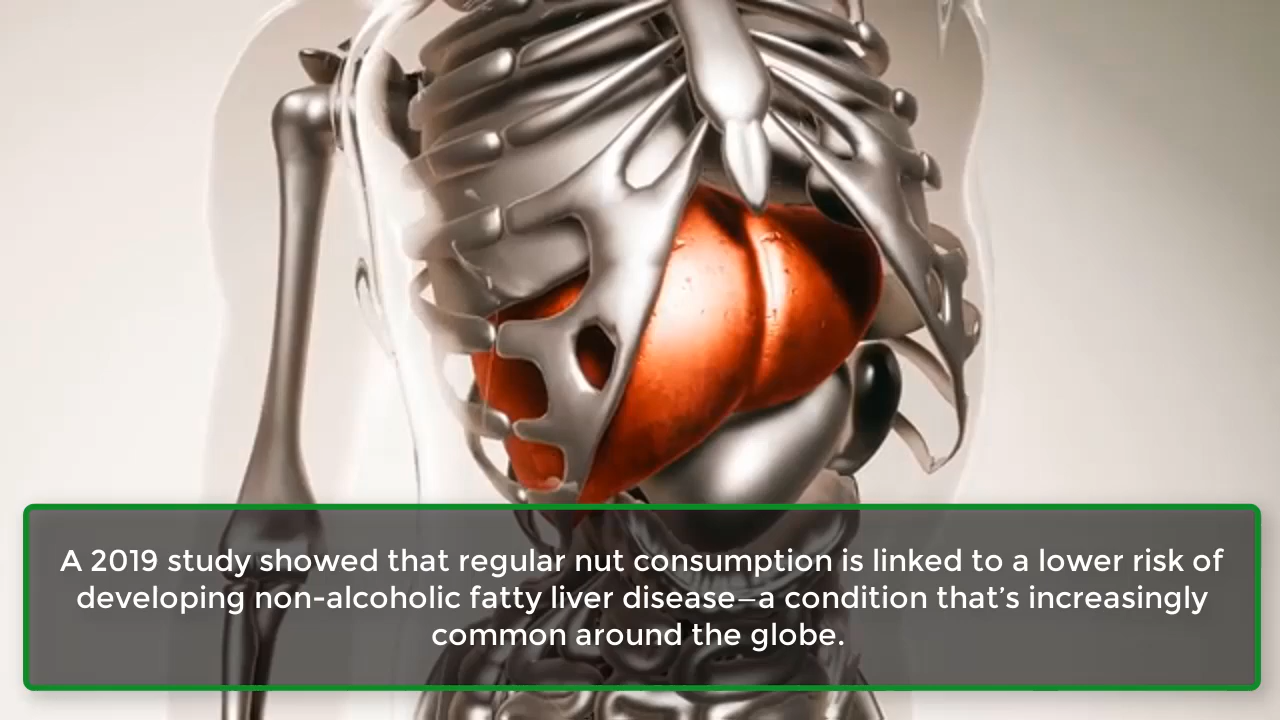 A 2019 study showed that regular nut consumption is linked to a lower risk of
developing non-alcoholic fatty liver disease—a condition that’s increasingly
common around the globe.